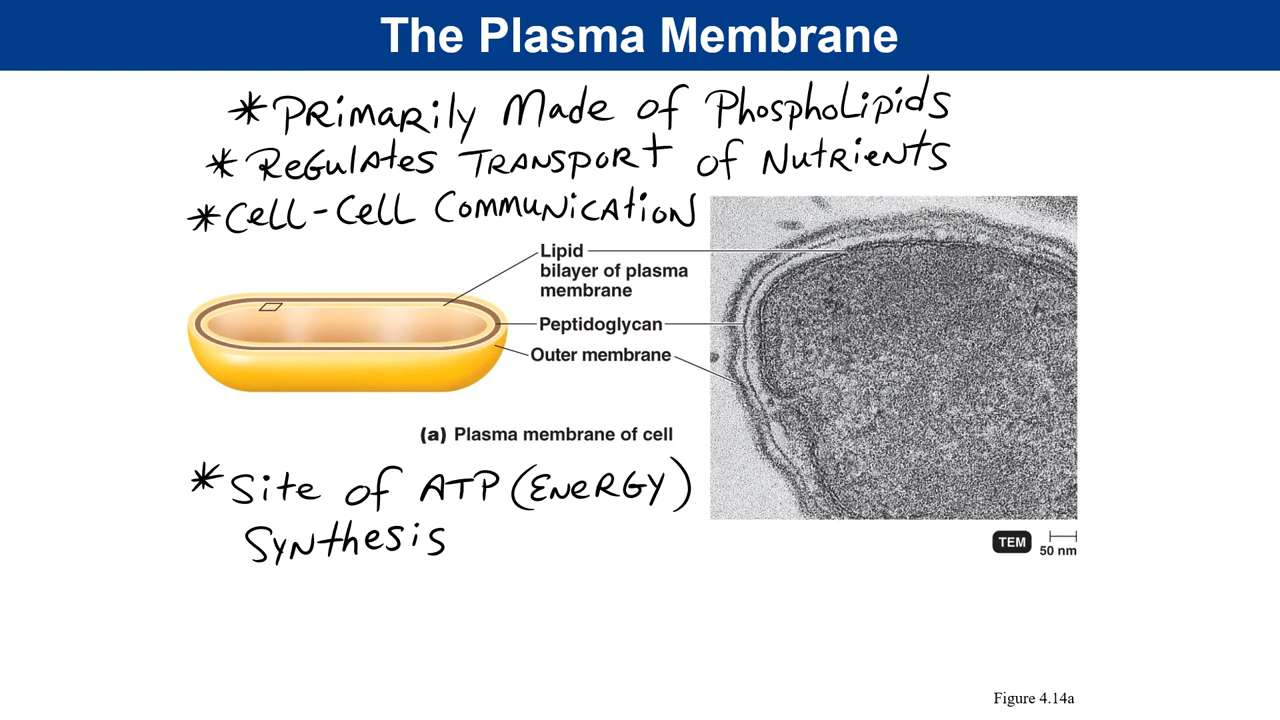 The Plasma Membrane
* Primarily Made of Phospholipids
* Regulates Transport of Nutrients
* Cell-Cell Communication
Lipid
bilayer of plasma
membrane
Peptidoglycan
Outer membrane
(a) Plasma membrane of cell
* Site of ATP (Energy)
Synthesis
TEM
50 nm
Figure 4.14a